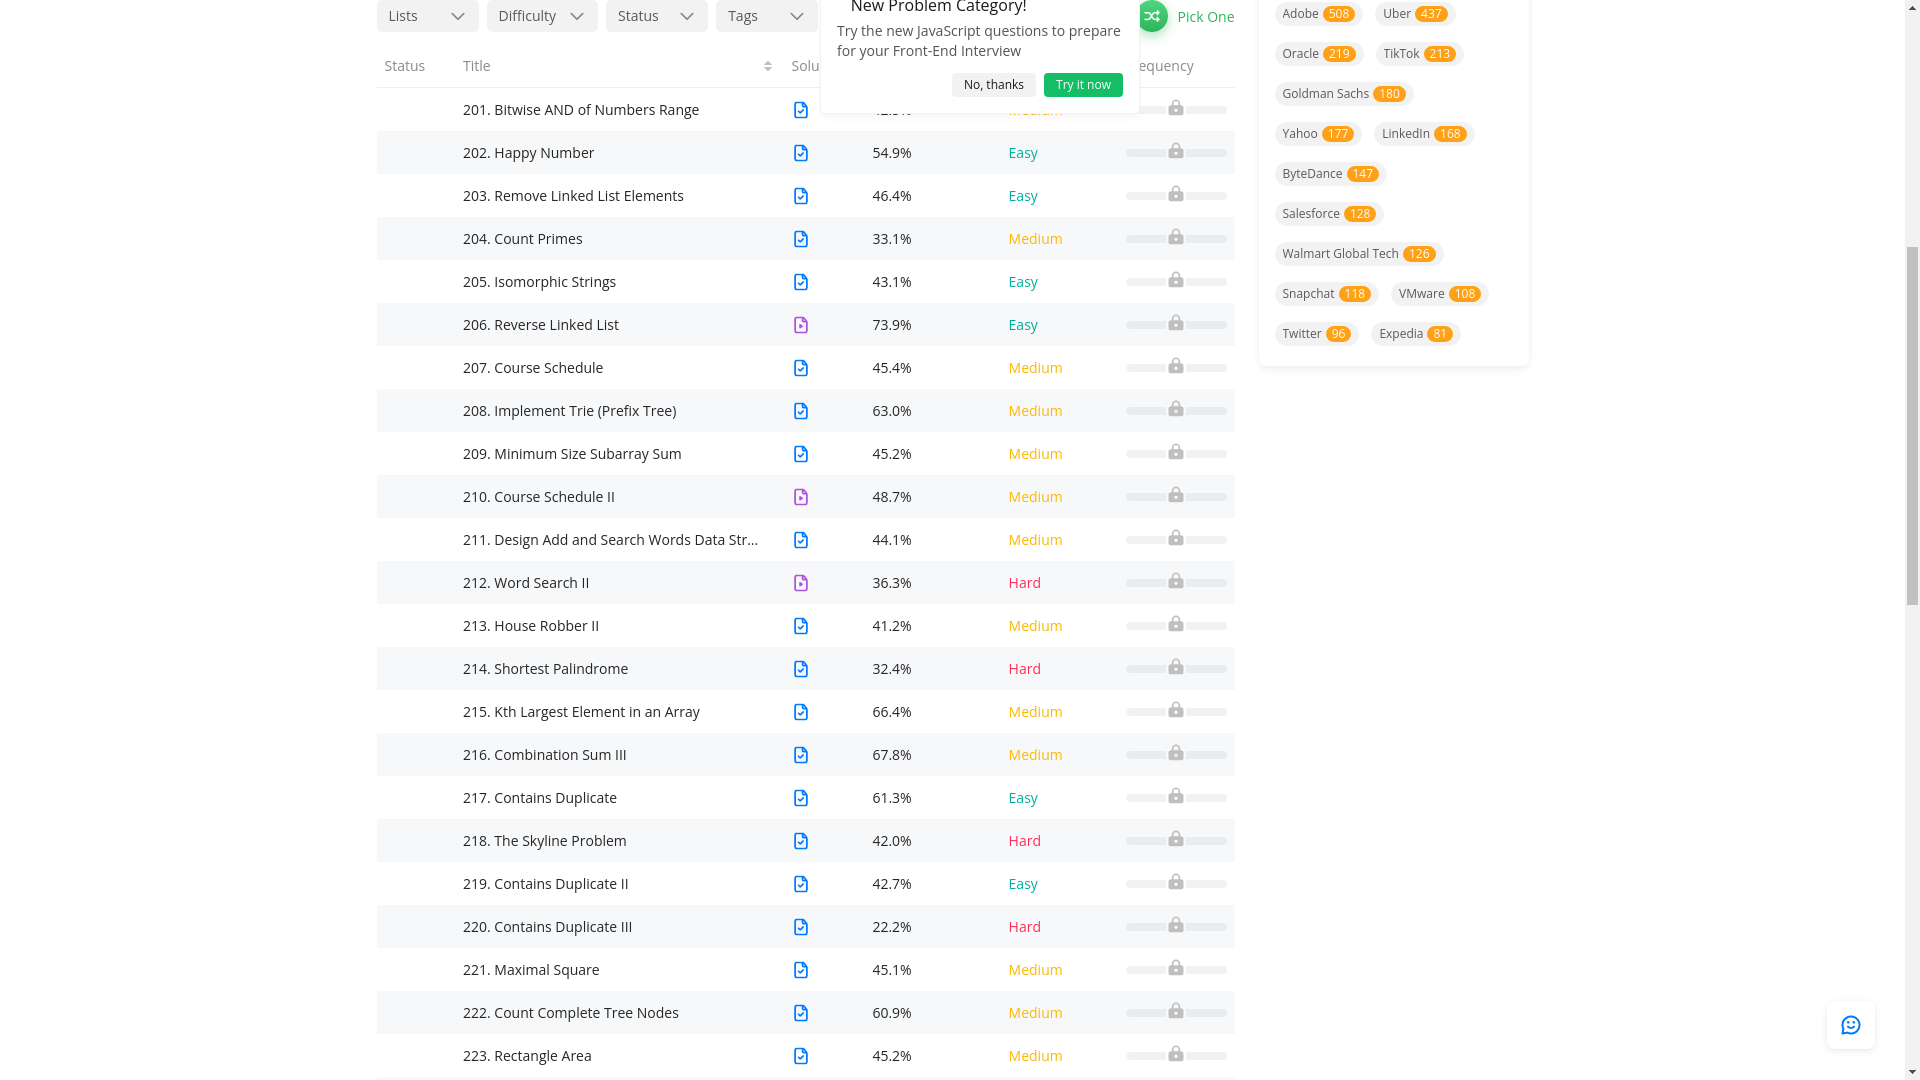 Lists
Difficulty
Status
Tags
New Problem Category!
Try the new JavaScript questions to prepare
for your Front-End Interview
No, thanks
Try it now
Pick One
Status Title
201. Bitwise AND of Numbers Range
202. Happy Number 54.9% Easy
203. Remove Linked List Elements 46.4% Easy
204. Count Primes 33.1% Medium
205. Isomorphic Strings 43.1% Easy
206. Reverse Linked List 73.9% Easy
207. Course Schedule 45.4% Medium
208. Implement Trie (Prefix Tree) 63.0% Medium
209. Minimum Size Subarray Sum 45.2% Medium
210. Course Schedule II 48.7% Medium
211. Design Add and Search Words Data Str... 44.1% Medium
212. Word Search II 36.3% Hard
213. House Robber II 41.2% Medium
214. Shortest Palindrome 32.4% Hard
215. Kth Largest Element in an Array 66.4% Medium
216. Combination Sum III 67.8% Medium
217. Contains Duplicate 61.3% Easy
218. The Skyline Problem 42.0% Hard
219. Contains Duplicate II 42.7% Easy
220. Contains Duplicate III 22.2% Hard
221. Maximal Square 45.1% Medium
222. Count Complete Tree Nodes 60.9% Medium
223. Rectangle Area 45.2% Medium
Adobe 508 Uber 437
Oracle 219 TikTok 213
Goldman Sachs 180
Yahoo 177 LinkedIn 168
ByteDance 147
Salesforce 128
Walmart Global Tech 126
Snapchat 118 VMware 108
Twitter 96 Expedia 81